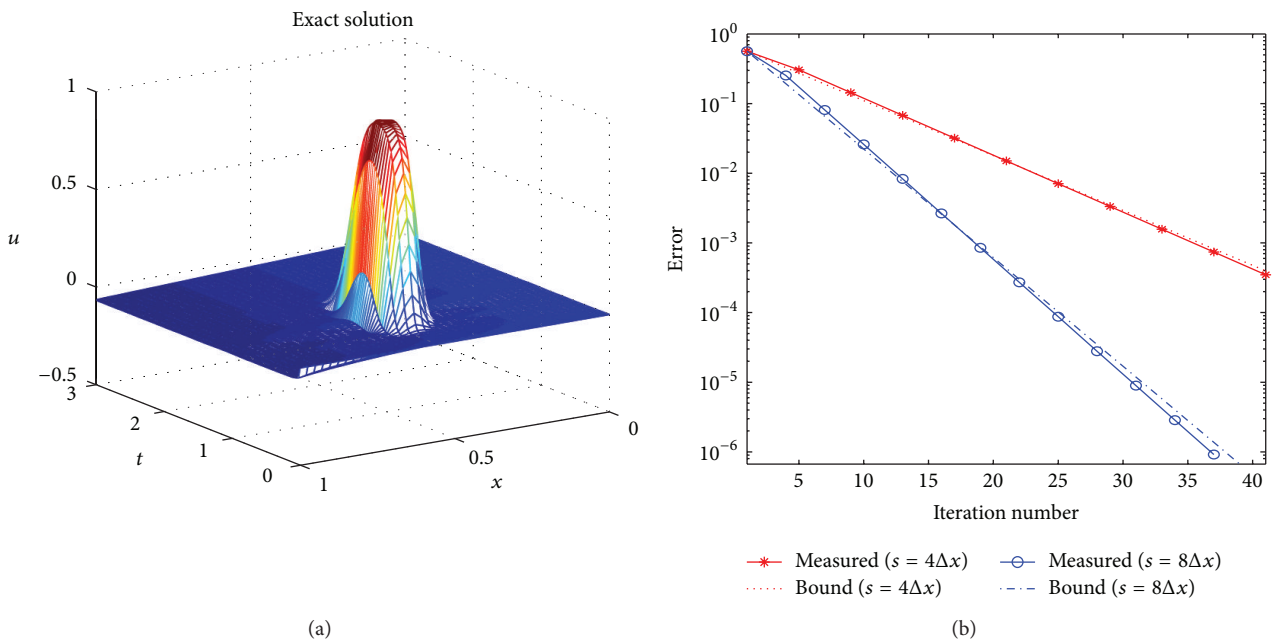 Exact solution
1
0.5
0
−0.5
u
3
2
1
0
t
1
0.5
0
x
(a)
10^0
10^−1
10^−2
10^−3
10^−4
10^−5
10^−6
Error
5 10 15 20 25 30 35 40
Iteration number
Measured (s = 4Δx)
Bound (s = 4Δx)
Measured (s = 8Δx)
Bound (s = 8Δx)
(b)